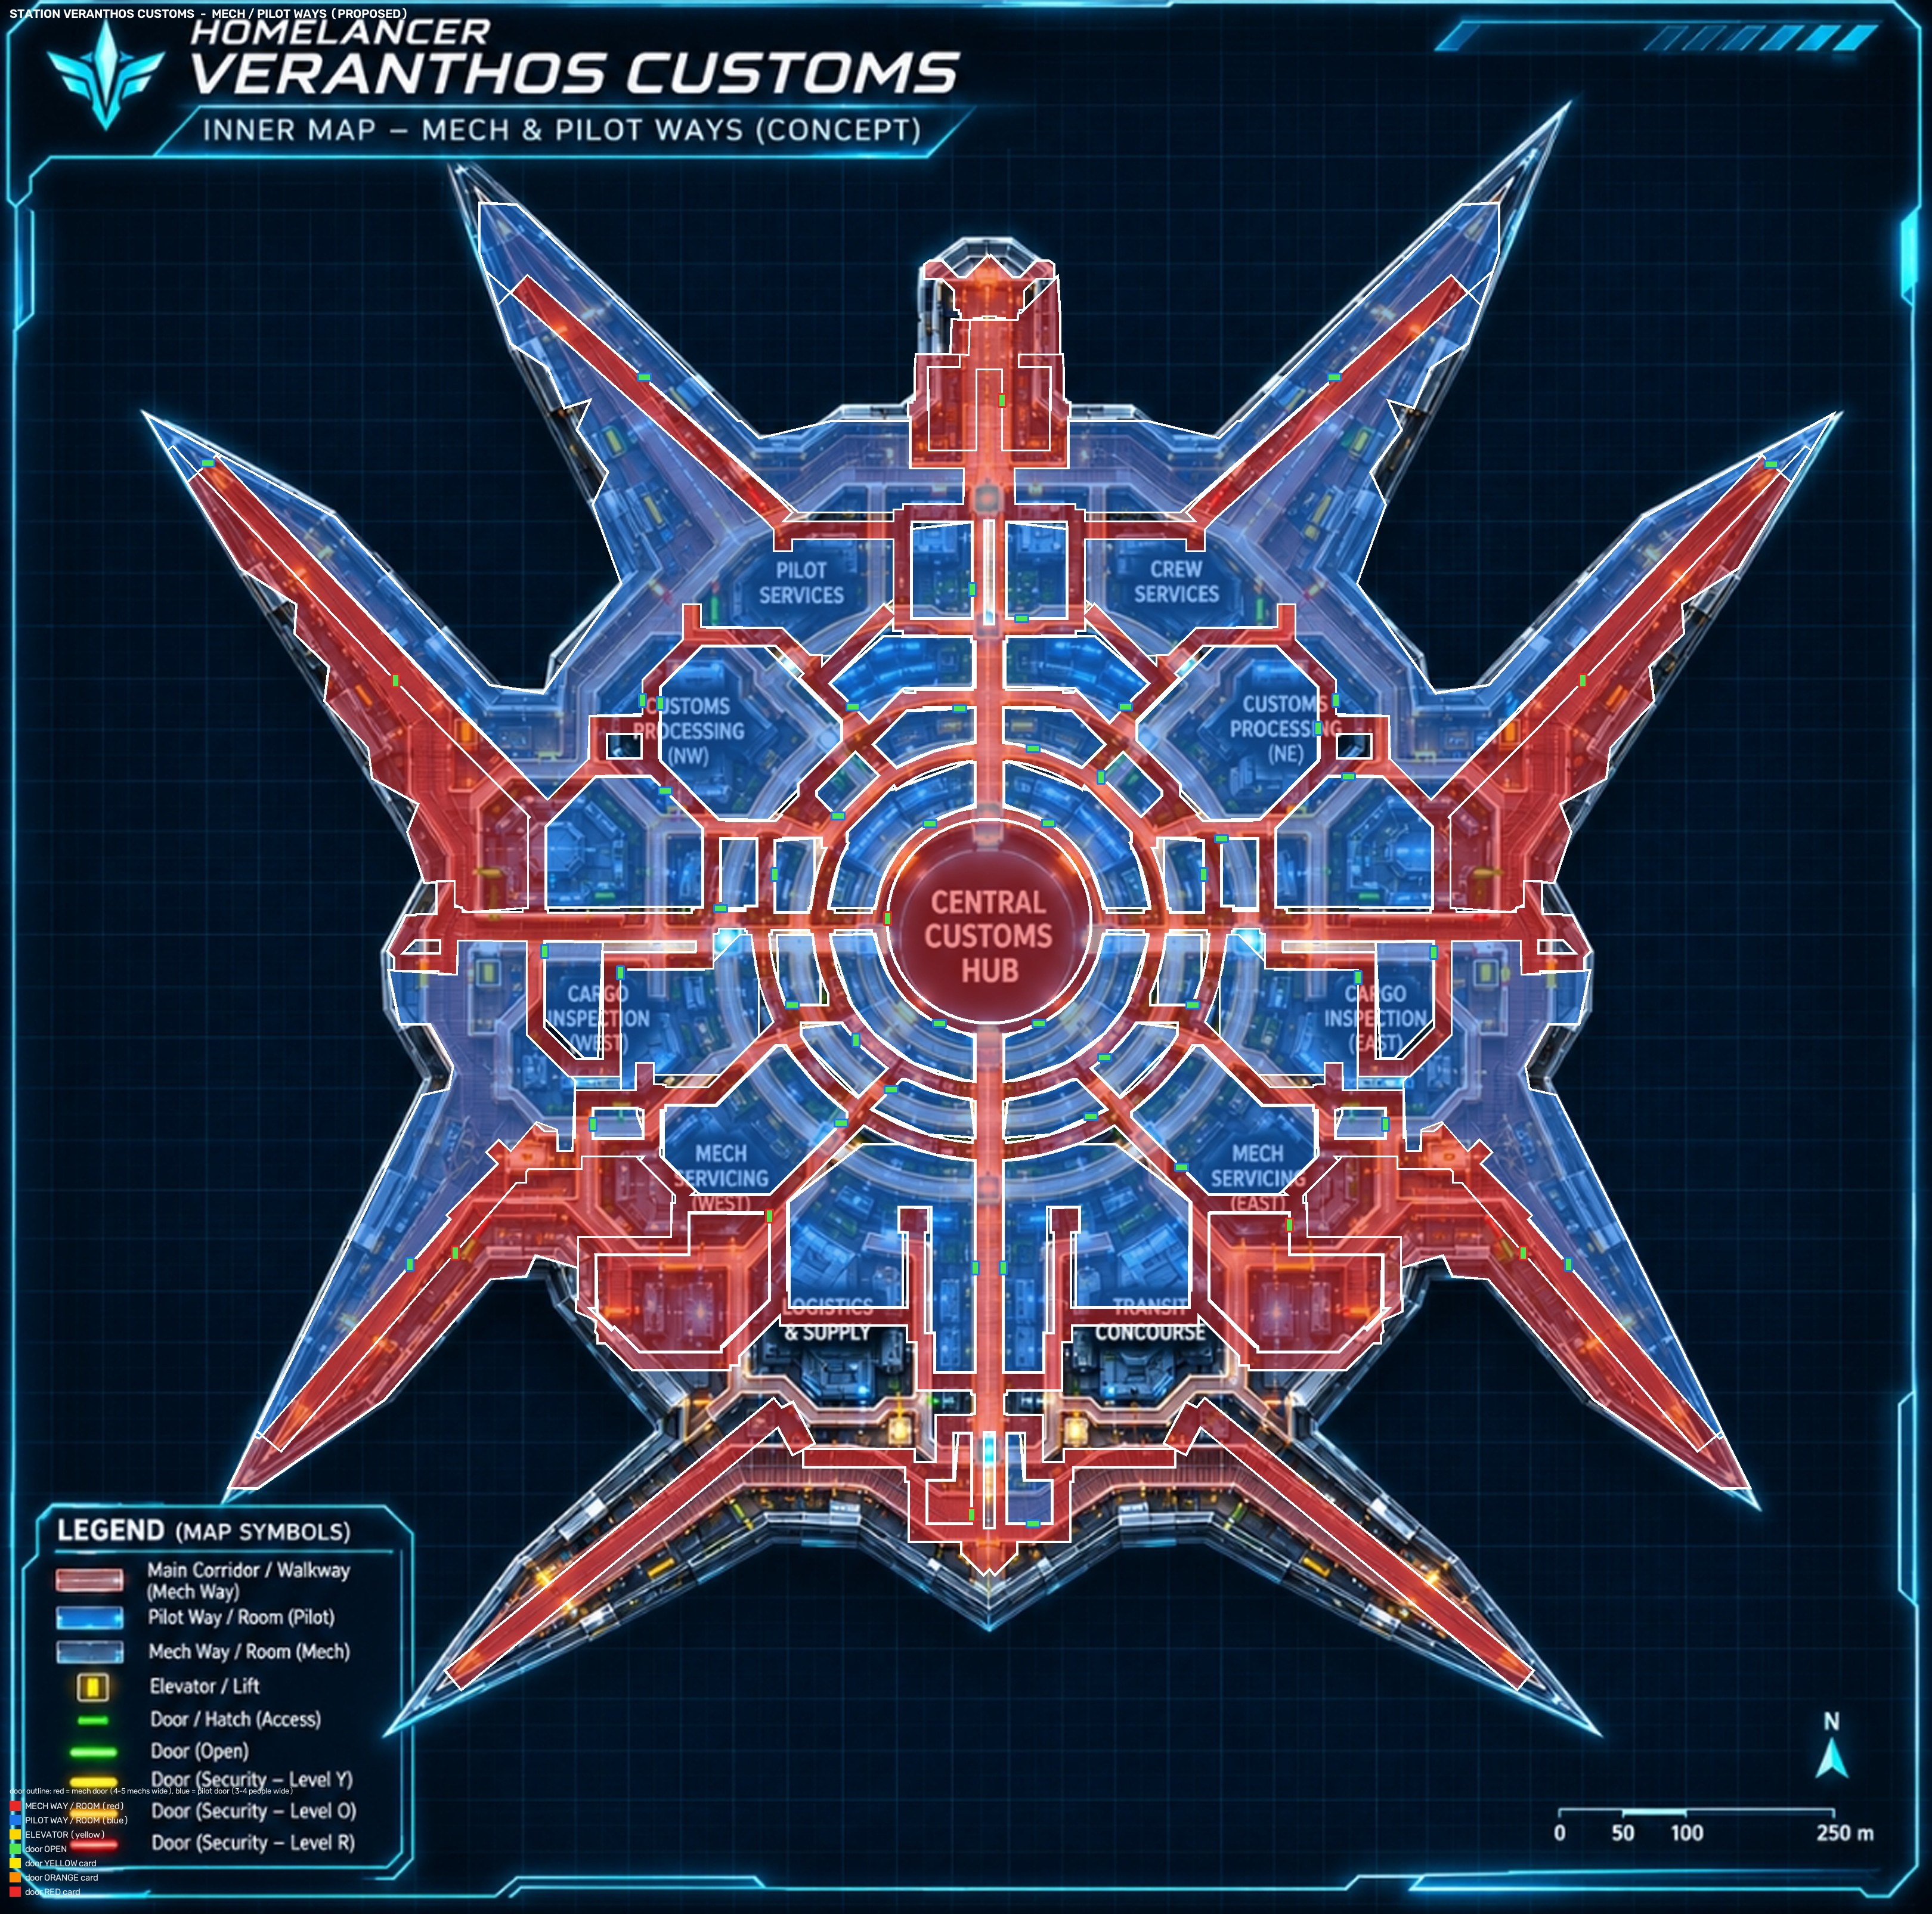 STATION VERANTHOS CUSTOMS - MECH / PILOT WAYS (PROPOSED)
HOMELANCER
VERANTHOS CUSTOMS
INNER MAP – MECH & PILOT WAYS (CONCEPT)
PILOT
SERVICES
CREW
SERVICES
CUSTOMS
PROCESSING
(NW)
CUSTOMS
PROCESSING
(NE)
CENTRAL
CUSTOMS
HUB
CARGO
INSPECTION
(WEST)
CARGO
INSPECTION
(EAST)
MECH
SERVICING
(WEST)
MECH
SERVICING
(EAST)
LOGISTICS
& SUPPLY
TRANSIT
CONCOURSE
LEGEND (MAP SYMBOLS)
Main Corridor / Walkway
(Mech Way)
Pilot Way / Room (Pilot)
Mech Way / Room (Mech)
Elevator / Lift
Door / Hatch (Access)
Door (Open)
Door (Security – Level Y)
door outline: red = mech door (4-5 mechs wide), blue = pilot door (3-4 people wide)
Door (Security – Level O)
Door (Security – Level R)
MECH WAY / ROOM (red)
PILOT WAY / ROOM (blue)
ELEVATOR (yellow)
door OPEN
door YELLOW card
door ORANGE card
door RED card
N
0 50 100 250 m